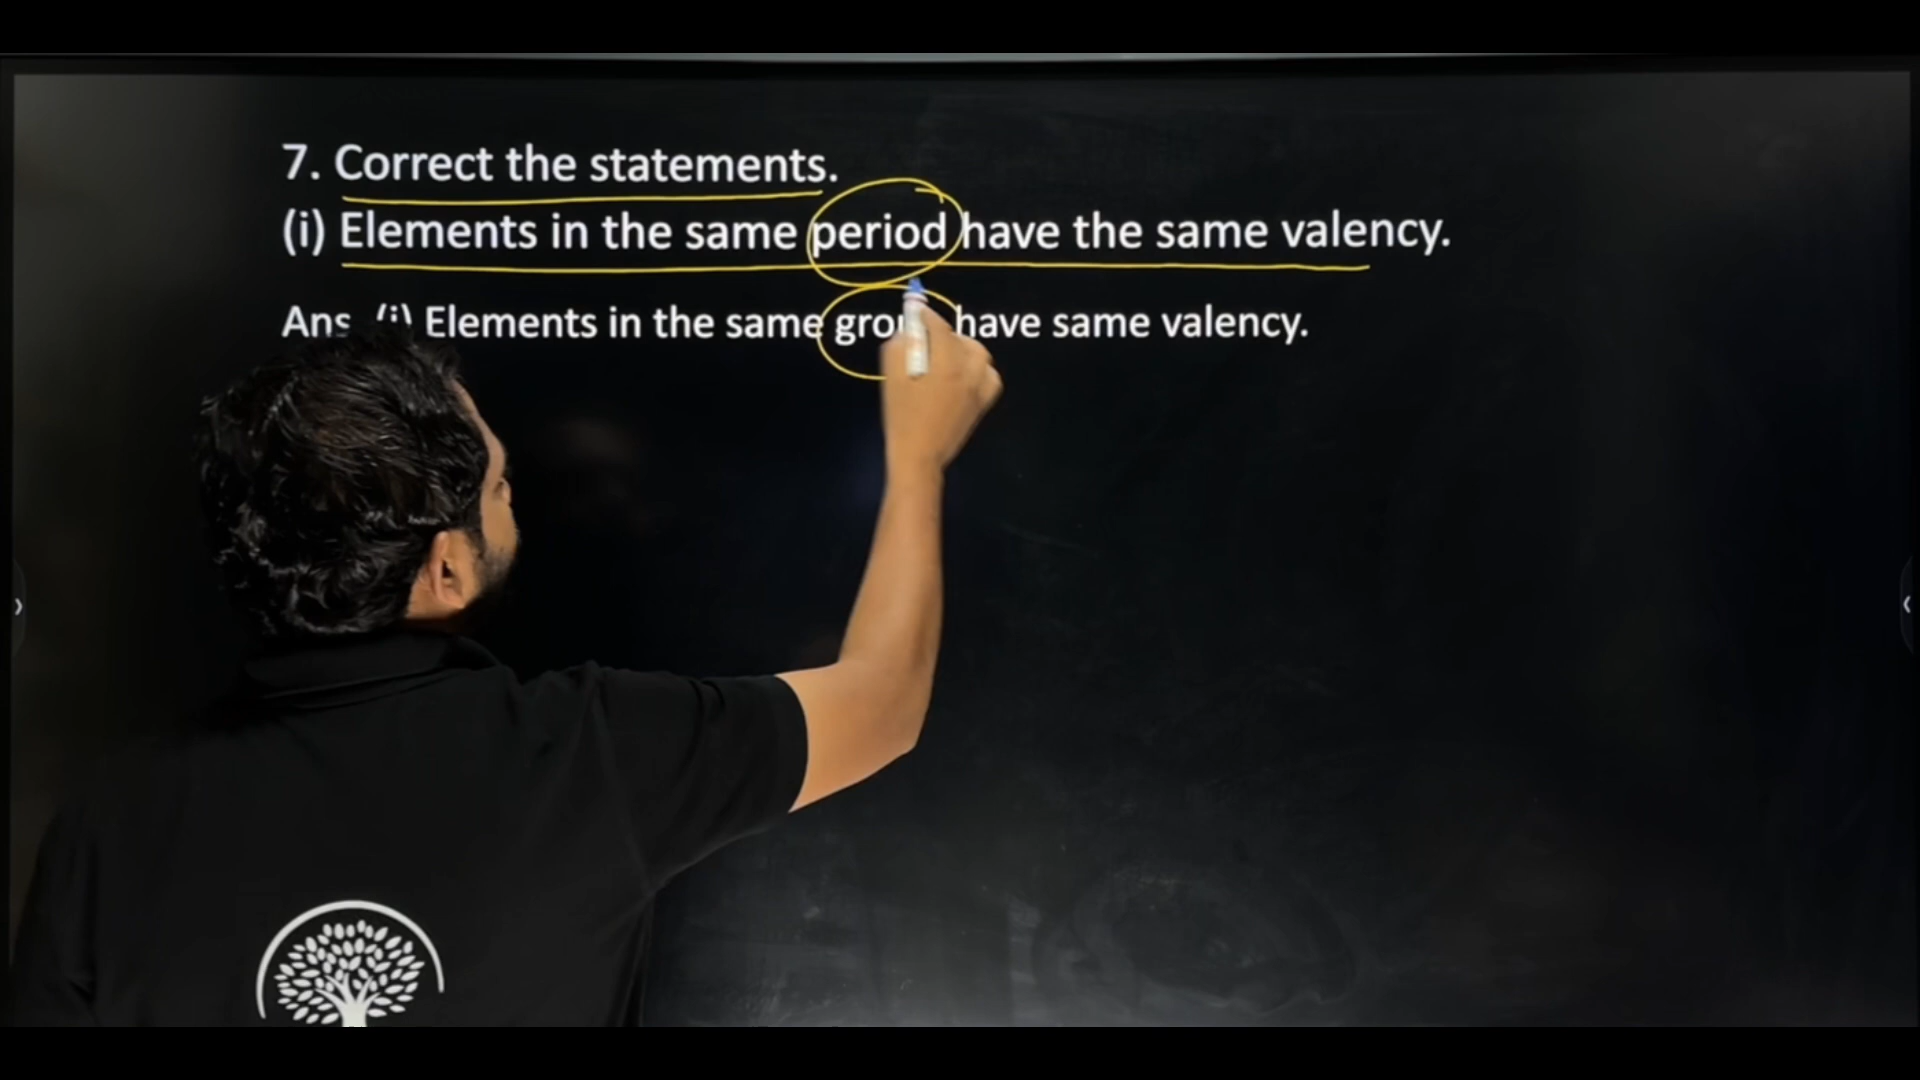 7. Correct the statements.
(i) Elements in the same period have the same valency.
Ans (i) Elements in the same have same valency.